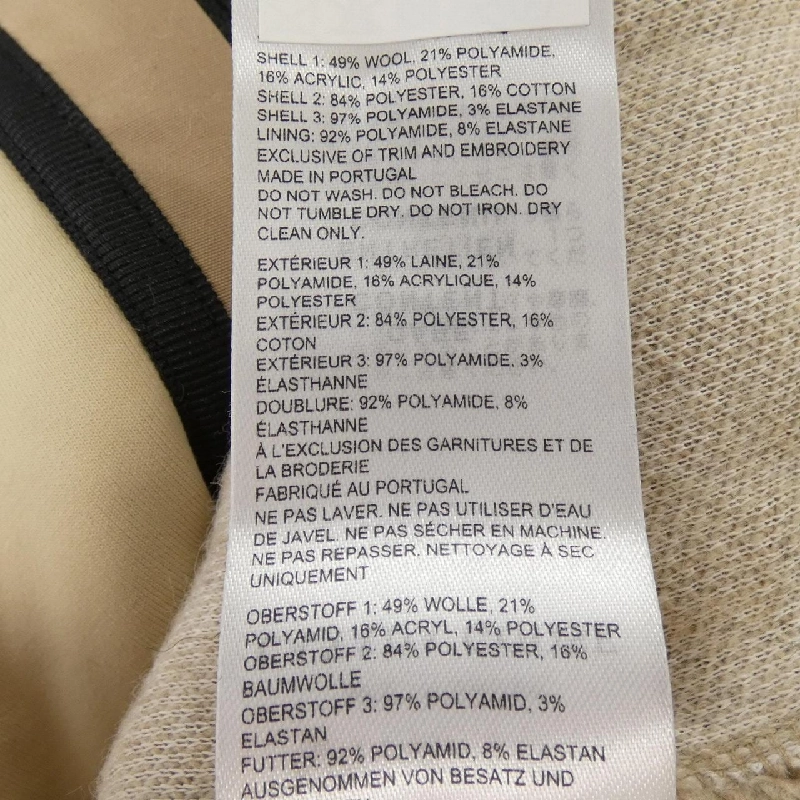 SHELL 1: 49% WOOL, 21% POLYAMIDE,
16% ACRYLIC, 14% POLYESTER
SHELL 2: 84% POLYESTER, 16% COTTON
SHELL 3: 97% POLYAMIDE, 3% ELASTANE
LINING: 92% POLYAMIDE, 8% ELASTANE
EXCLUSIVE OF TRIM AND EMBROIDERY
MADE IN PORTUGAL
DO NOT WASH. DO NOT BLEACH. DO
NOT TUMBLE DRY. DO NOT IRON. DRY
CLEAN ONLY.
EXTÉRIEUR 1: 49% LAINE, 21%
POLYAMIDE, 16% ACRYLIQUE, 14%
POLYESTER
EXTÉRIEUR 2: 84% POLYESTER, 16%
COTON
EXTÉRIEUR 3: 97% POLYAMIDE, 3%
ÉLASTHANNE
DOUBLURE: 92% POLYAMIDE, 8%
ÉLASTHANNE
À L'EXCLUSION DES GARNITURES ET DE
LA BRODERIE
FABRIQUÉ AU PORTUGAL
NE PAS LAVER. NE PAS UTILISER D'EAU
DE JAVEL. NE PAS SÉCHER EN MACHINE.
NE PAS REPASSER. NETTOYAGE À SEC
UNIQUEMENT
OBERSTOFF 1: 49% WOLLE, 21%
POLYAMID, 16% ACRYL, 14% POLYESTER
OBERSTOFF 2: 84% POLYESTER, 16%
BAUMWOLLE
OBERSTOFF 3: 97% POLYAMID, 3%
ELASTAN
FUTTER: 92% POLYAMID, 8% ELASTAN
AUSGENOMMEN VON BESATZ UND